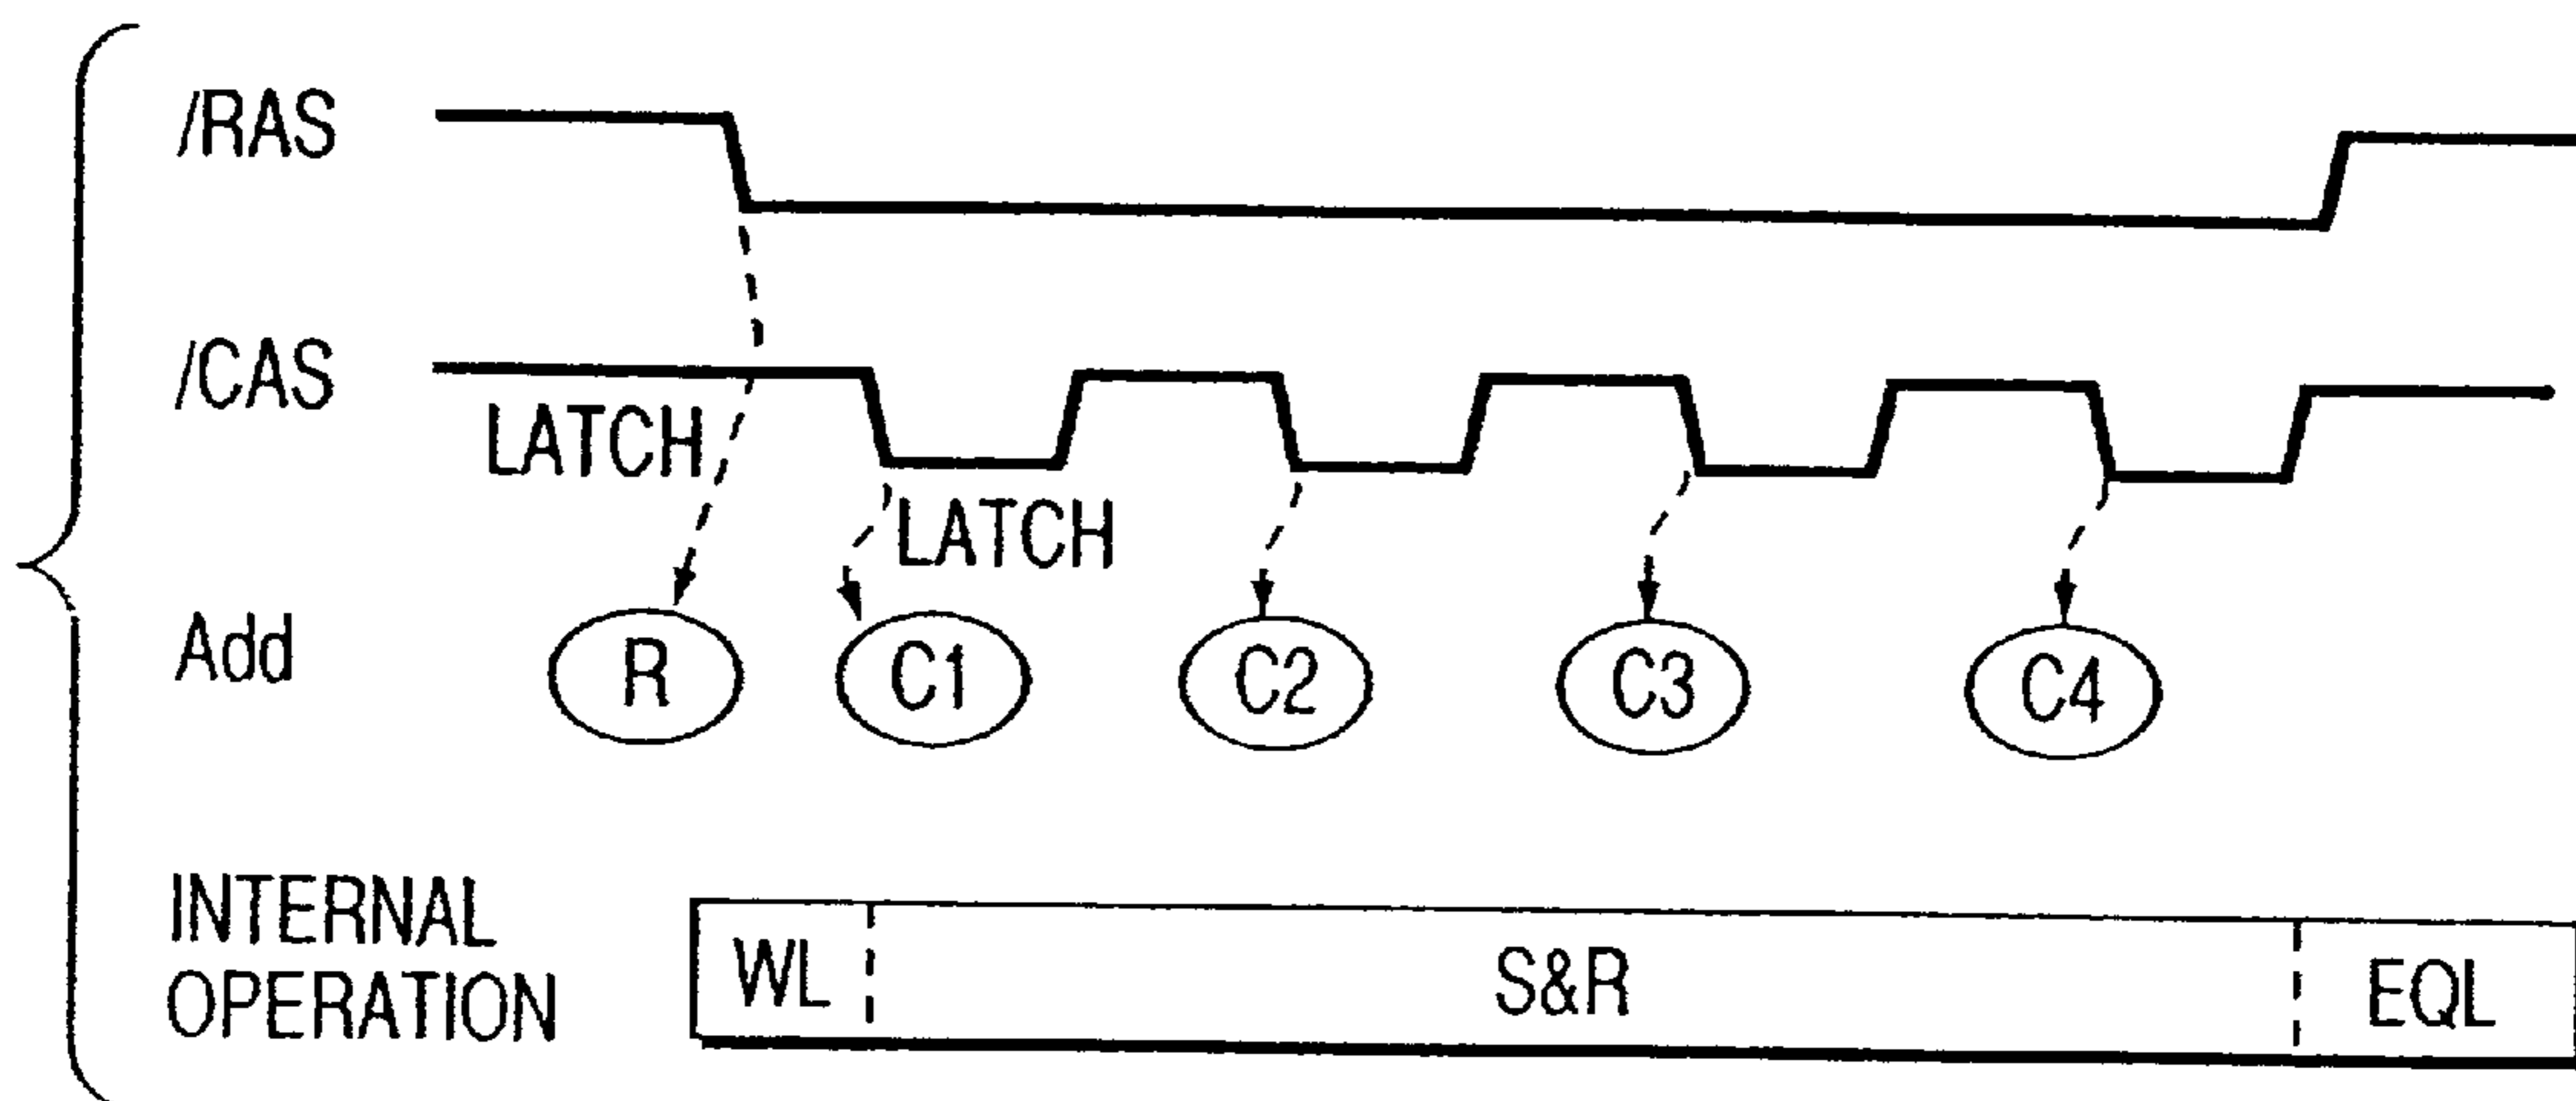 /RAS
/CAS
LATCH
LATCH
Add
R
C1
C2
C3
C4
INTERNAL
OPERATION
WL
S&R
EQL